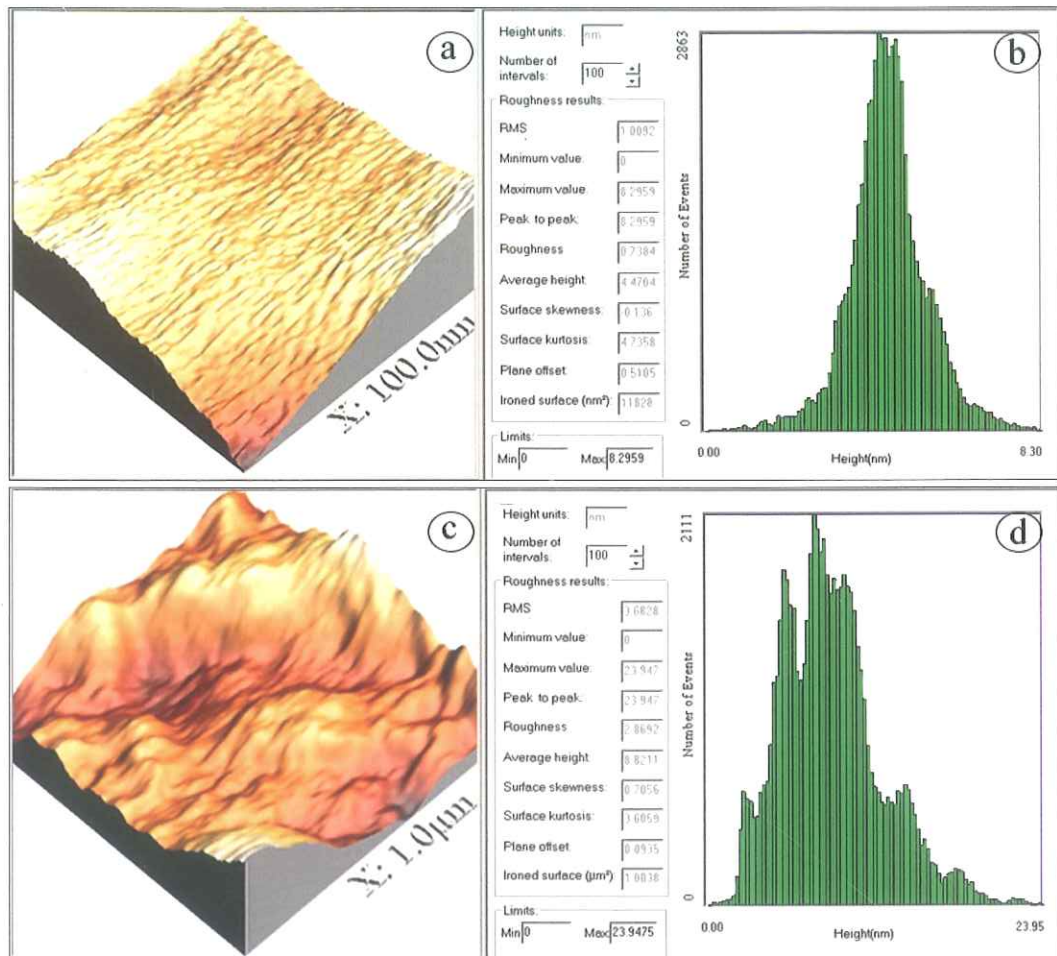 a
X: 100.0nm
Height units: nm
Number of
intervals: 100
Roughness results:
RMS 1.0092
Minimum value: 0
Maximum value: 8.2959
Peak to peak: 8.2959
Roughness 0.7384
Average height: 4.4764
Surface skewness: -0.136
Surface kurtosis: 4.7358
Plane offset: 0.5105
Ironed surface (nm²):
Limits:
Min 0 Max 8.2959
b
2863
Number of Events
0
0.00 8.30
Height(nm)
c
X: 1.0μm
Height units: nm
Number of
intervals: 100
Roughness results:
RMS 3.6828
Minimum value: 0
Maximum value: 23.947
Peak to peak: 23.947
Roughness 2.8692
Average height 8.8211
Surface skewness: 0.7056
Surface kurtosis: 3.6059
Plane offset: 0.0935
Ironed surface (μm²) 1.0038
Limits:
Min 0 Max 23.9475
d
2111
Number of Events
0
0.00 23.95
Height(nm)